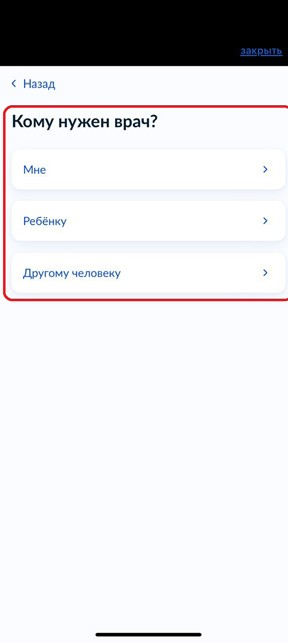 закрыть
Назад
Кому нужен врач?
Мне
Ребёнку
Другому человеку